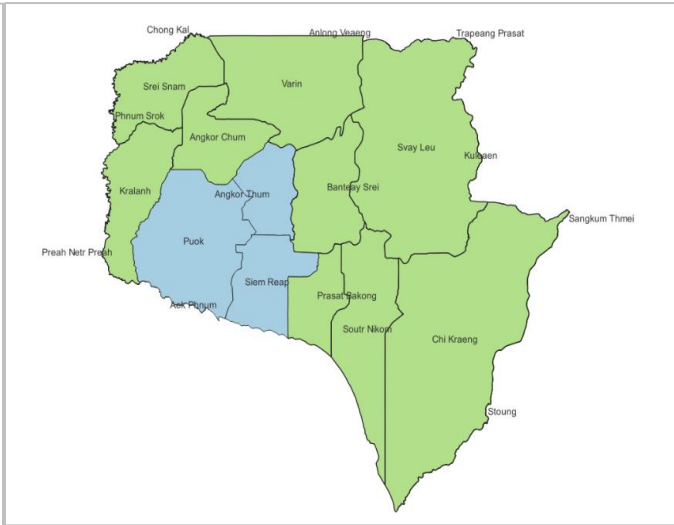 Chong Kal
Anlong Veaeng
Trapeang Prasat
Srei Snam
Varin
Phnum Srok
Angkor Chum
Svay Leu
Kuleaen
Kralanh
Banteay Srei
Angkor Thum
Sangkum Thmei
Puok
Preah Netr Preah
Siem Reap
Prasat Bakong
Aek Phnum
Soutr Nikom
Chi Kraeng
Stoung